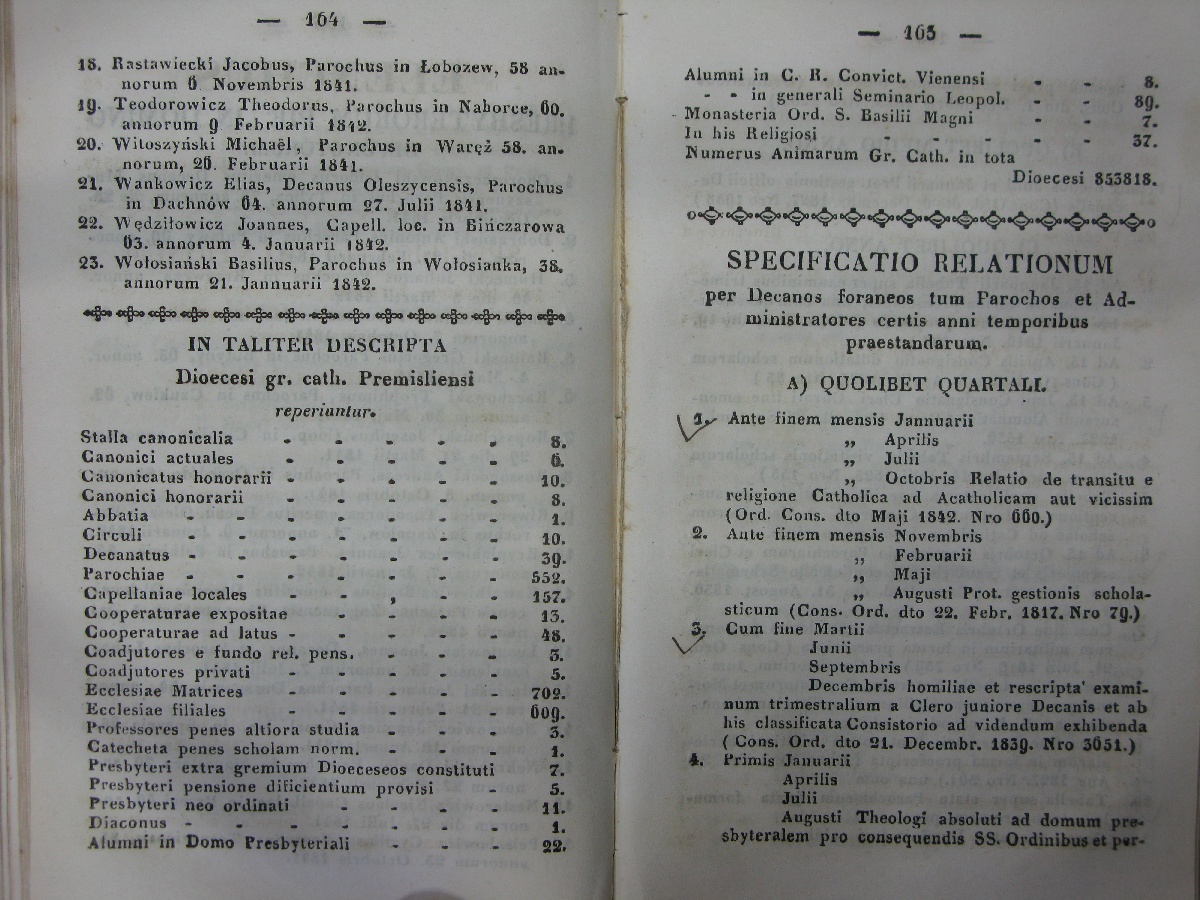 — 164 —
18. Rastawiecki Jacobus, Parochus in Łobozew, 58 an-
norum 6 Novembris 1841.
19. Teodorowicz Theodorus, Parochus in Naborce, 60.
annorum 9 Februarii 1842.
20. Witoszyński Michaël, Parochus in Waręż 58. an-
norum, 26. Februarii 1841.
21. Wankowicz Elias, Decanus Oleszycensis, Parochus
in Dachnów 64. annorum 27. Julii 1841.
22. Wędziłowicz Joannes, Capell. loc. in Bińczarowa
63. annorum 4. Januarii 1842.
23. Wołosiański Basilius, Parochus in Wołosianka, 38.
annorum 21. Jannuarii 1842.
IN TALITER DESCRIPTA
Dioecesi gr. cath. Premisliensi
reperiuntur.
Stalla canonicalia - - - - - 8.
Canonici actuales - - - - - 6.
Canonicatus honorarii - - - - - 10.
Canonici honorarii - - - - - 8.
Abbatia - - - - - - - 1.
Circuli - - - - - - - 10.
Decanatus - - - - - - - 39.
Parochiae - - - - - - - 552.
Capellaniae locales - - , - - 157.
Cooperaturae expositae - - - - 13.
Cooperaturae ad latus - - - - - 48.
Coadjutores e fundo rel. pens. - - - 3.
Coadjutores privati - - - - - 5.
Ecclesiae Matrices - - - - - 702.
Ecclesiae filiales - - - - - 609.
Professores penes altiora studia - - - 3.
Catecheta penes scholam norm. - - - 1.
Presbyteri extra gremium Dioeceseos constituti 7.
Presbyteri pensione dificientium provisi - - 5.
Presbyteri neo ordinati - - - - 11.
Diaconus - - - - - - - 1.
Alumni in Domo Presbyteriali - - - 22.
— 165 —
Alumni in C. R. Convict. Vienensi - - 8.
- - in generali Seminario Leopol. - - 89.
Monasteria Ord. S. Basilii Magni - - 7.
In his Religiosi - - - - - - 37.
Numerus Animarum Gr. Cath. in tota
Dioecesi 853818.
SPECIFICATIO RELATIONUM
per Decanos foraneos tum Parochos et Ad-
ministratores certis anni temporibus
praestandarum.
A) QUOLIBET QUARTALI.
1. Ante finem mensis Jannuarii
„ Aprilis
„ Julii
„ Octobris Relatio de transitu e
religione Catholica ad Acatholicam aut vicissim
(Ord. Cons. dto Maji 1842. Nro 660.)
2. Ante finem mensis Novembris
„ Februarii
„ Maji
„ Augusti Prot. gestionis schola-
sticum (Cons. Ord. dto 22. Febr. 1817. Nro 79.)
3. Cum fine Martii
Junii
Septembris
Decembris homiliae et rescripta' exami-
num trimestralium a Clero juniore Decanis et ab
his classificata Consistorio ad videndum exhibenda
( Cons. Ord. dto 21. Decembr. 1839. Nro 3651.)
4. Primis Januarii
Aprilis
Julii
Augusti Theologi absoluti ad domum pre-
sbyteralem pro consequendis SS. Ordinibus et per-